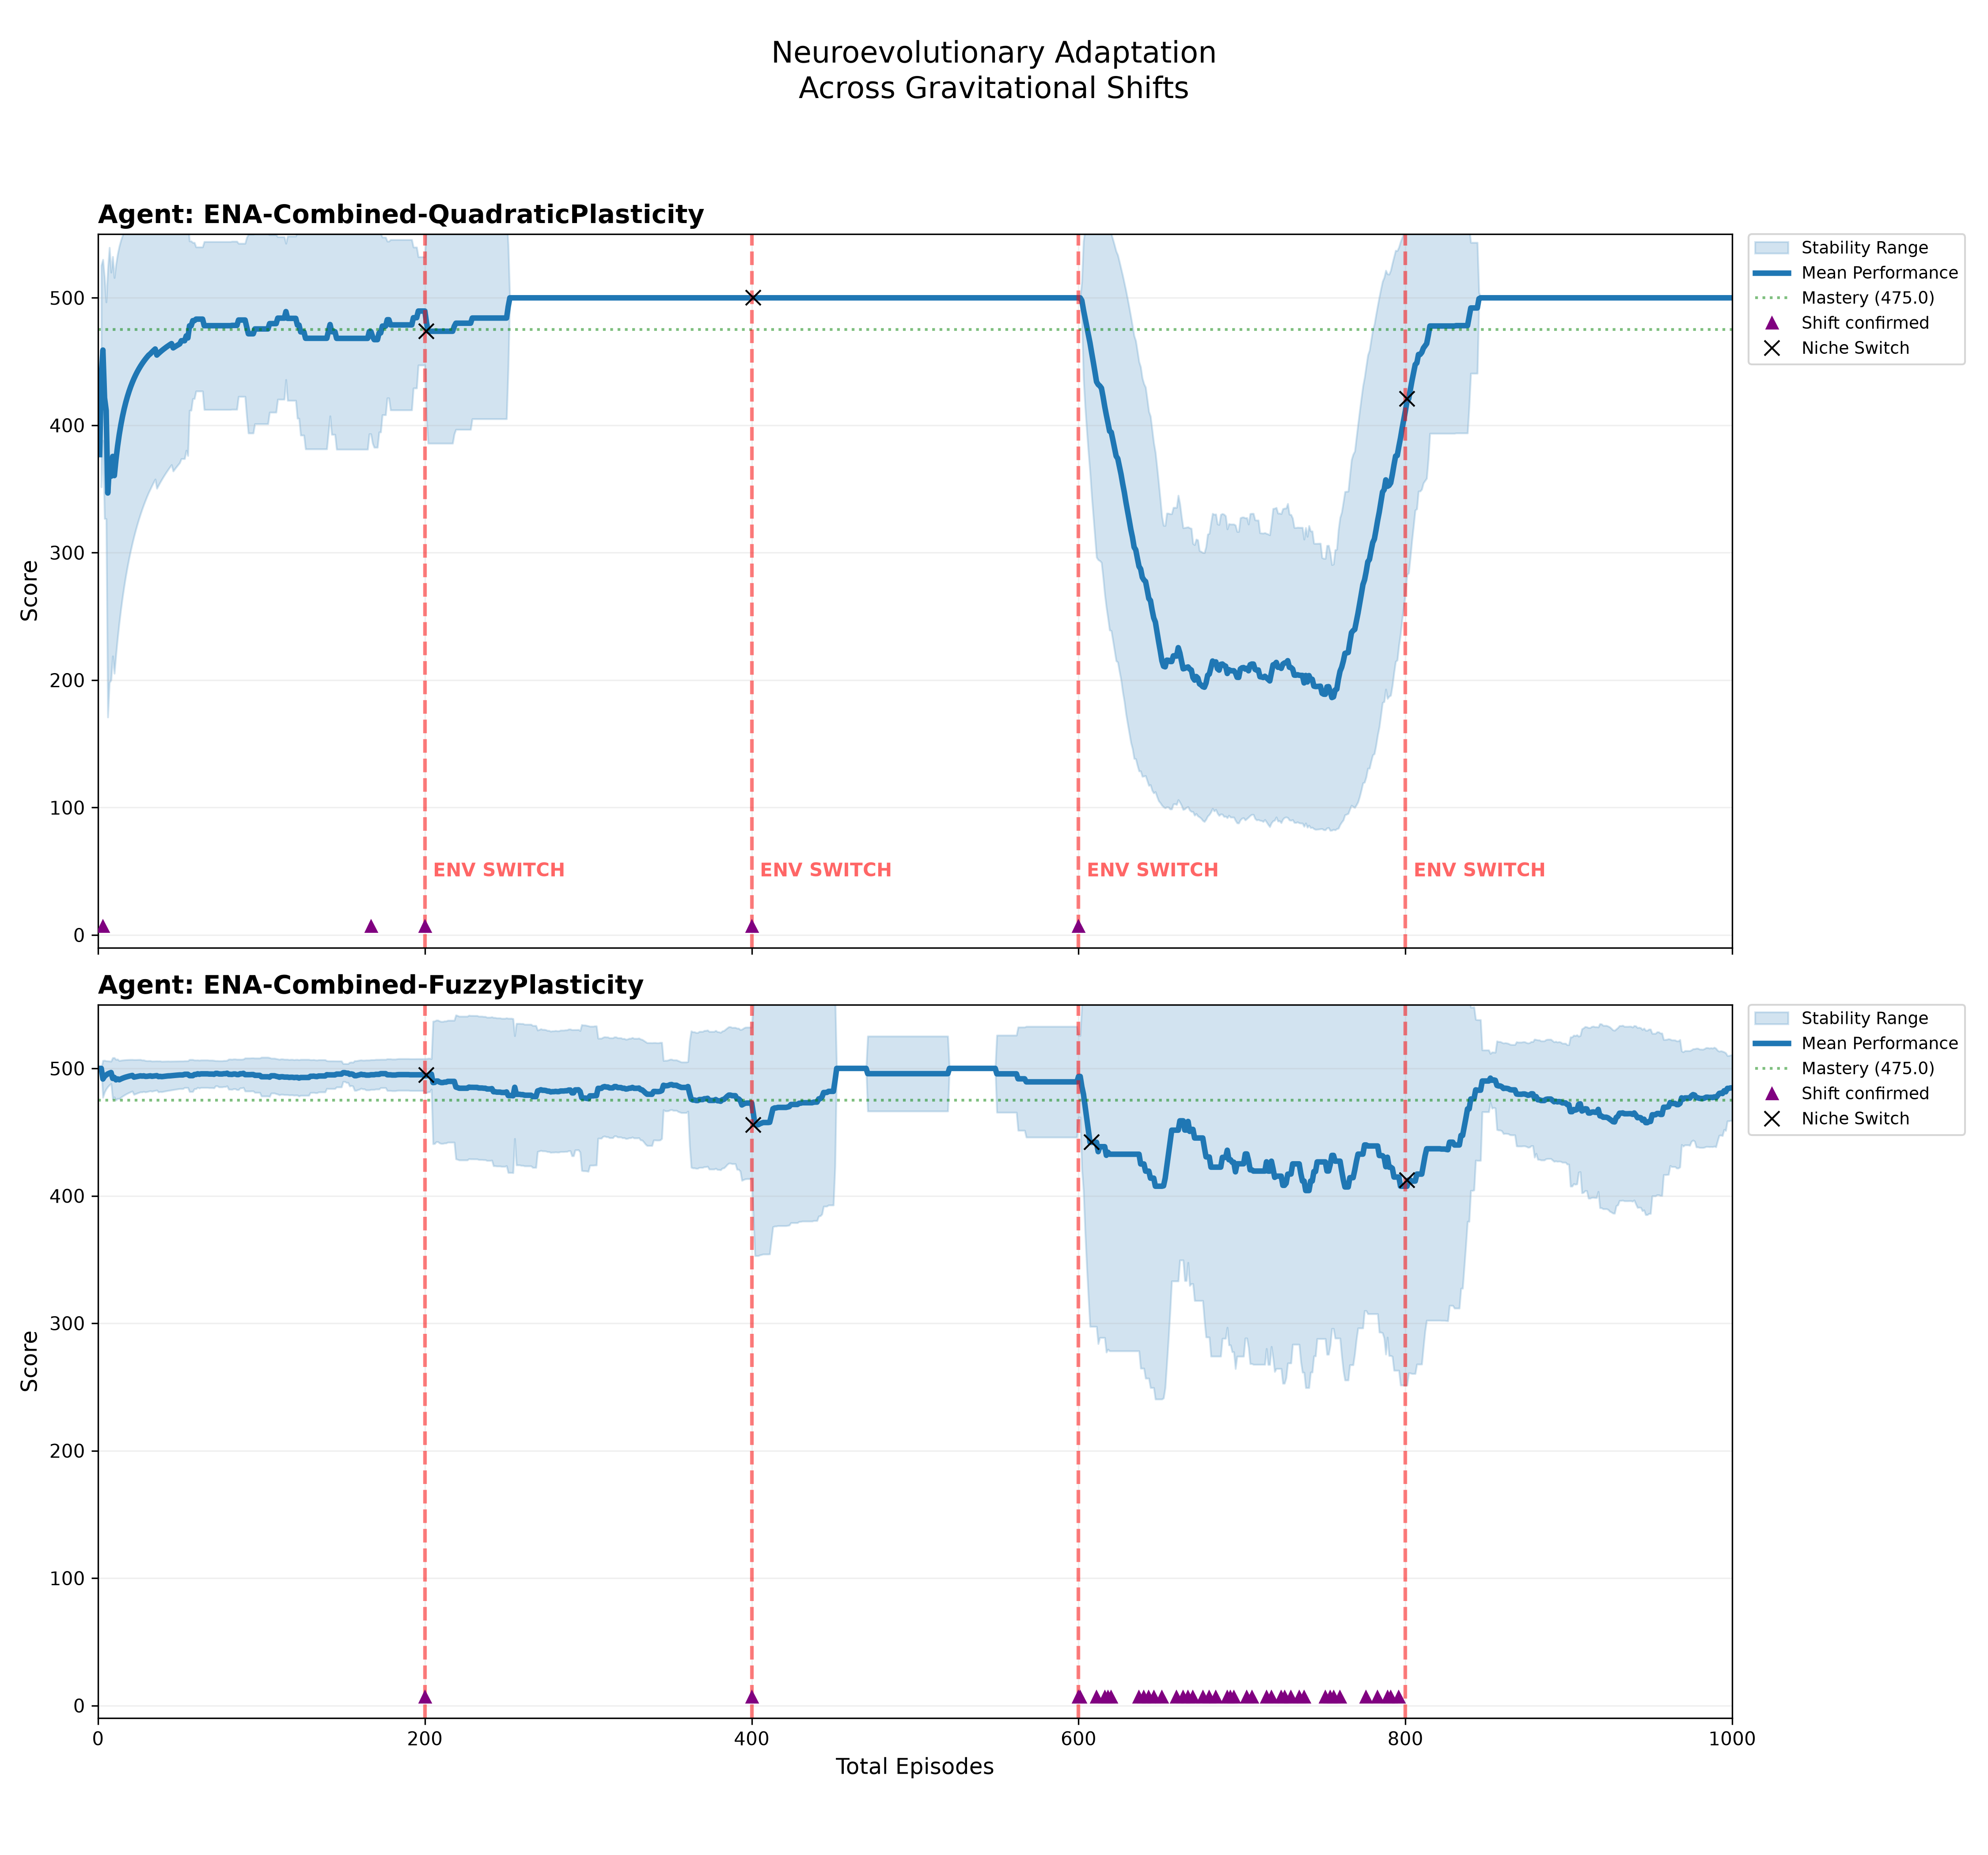 Neuroevolutionary Adaptation
Across Gravitational Shifts
Agent: ENA-Combined-QuadraticPlasticity
Score
500
400
300
200
100
0
ENV SWITCH
ENV SWITCH
ENV SWITCH
ENV SWITCH
Stability Range
Mean Performance
Mastery (475.0)
Shift confirmed
Niche Switch
Agent: ENA-Combined-FuzzyPlasticity
Score
500
400
300
200
100
0
Stability Range
Mean Performance
Mastery (475.0)
Shift confirmed
Niche Switch
0 200 400 600 800 1000
Total Episodes